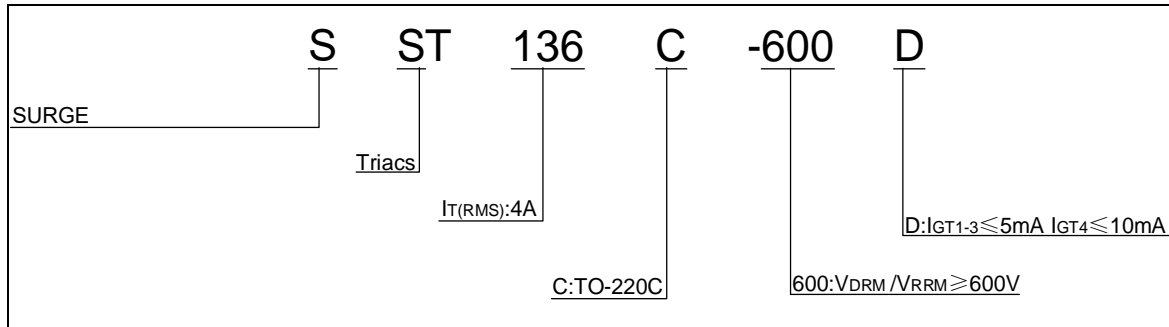 S ST 136 C -600 D
SURGE
Triacs
IT(RMS):4A
D:IGT1-3≤5mA IGT4≤10mA
C:TO-220C
600:VDRM /VRRM≥600V